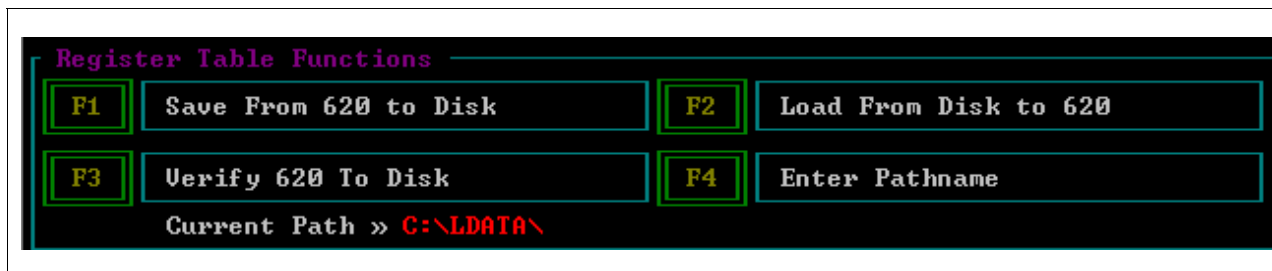 Register Table Functions
F1 Save From 620 to Disk F2 Load From Disk to 620
F3 Verify 620 To Disk F4 Enter Pathname
Current Path » C:\LDATA\